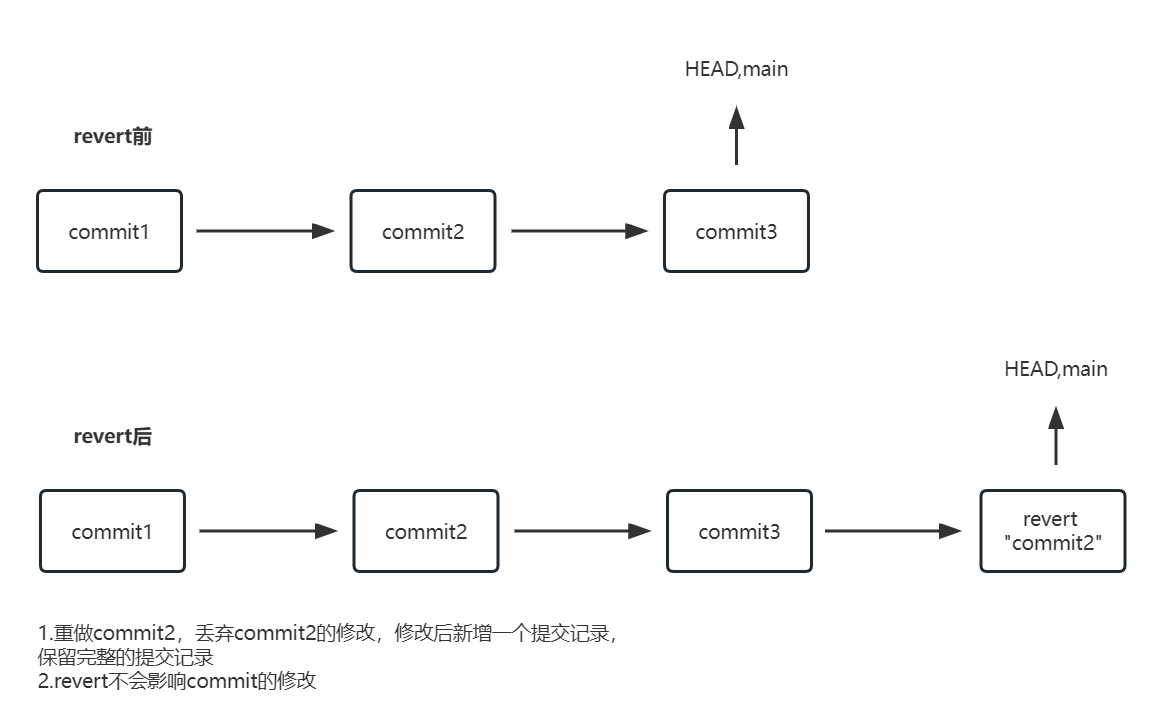 HEAD,main
revert前
commit1
commit2
commit3
HEAD,main
revert后
commit1
commit2
commit3
revert
"commit2"
1.重做commit2，丢弃commit2的修改，修改后新增一个提交记录，
保留完整的提交记录
2.revert不会影响commit的修改